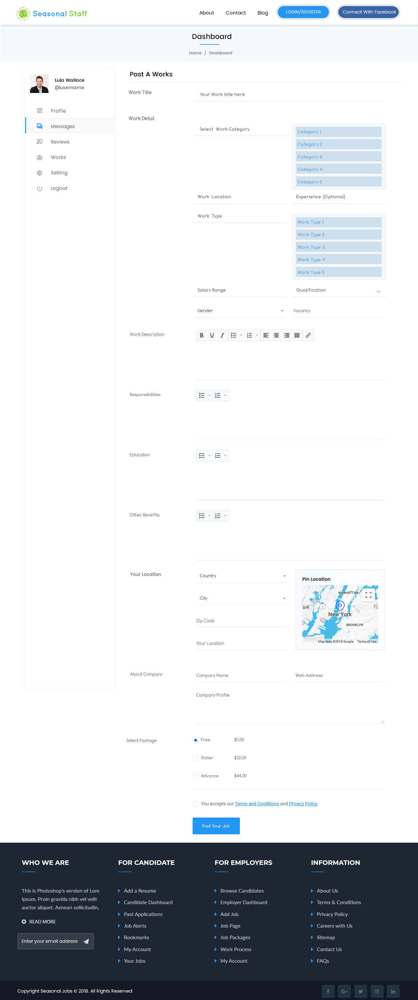 Seasonal Staff
About
Contact
Blog
LOGIN/REGISTER
Connect With Facebook
Dashboard
Home / Dashboard
Lula Wallace
@username
Profile
Messages
Reviews
Works
Setting
Logout
Post A Works
Work Title
Your Work title here
Work Detail
Select Work Category
Category 1
Category 2
Category 3
Category 4
Category 5
Work Location
Experience (Optional)
Work Type
Work Type 1
Work Type 2
Work Type 3
Work Type 4
Work Type 5
Salary Range
Qualification
Gender
Vacancy
Work Description
B U I
Responsibilities
Education
Other Benefits
Your Location
Country
City
Zip Code
Your Location
Pin Location
MANHATTAN
95
9
ark
49
New York
78
BROOKLYN
Google
Map data ©2019 Google Terms of Use
About Company
Company Name
Web Address
Company Profile
Select Package
Free $0.00
Stater $22.00
Advance $44.00
You accepts our Terms and Conditions and Privacy Policy
Post Your Job
WHO WE ARE
This is Photoshop's version of Lom
Ipsum. Proin gravida nibh vel velit
auctor aliquet. Aenean sollicitudin,
READ MORE
Enter your email address
FOR CANDIDATE
Add a Resume
Candidate Dashboard
Past Applications
Job Alerts
Bookmarks
My Account
Your Jobs
FOR EMPLOYERS
Browse Candidates
Employer Dashboard
Add Job
Job Page
Job Packages
Work Process
My Account
INFORMATION
About Us
Terms & Conditions
Privacy Policy
Careers with Us
Sitemap
Contact Us
FAQs
Copyright Seasonal Jobs © 2018. All Rights Reserved